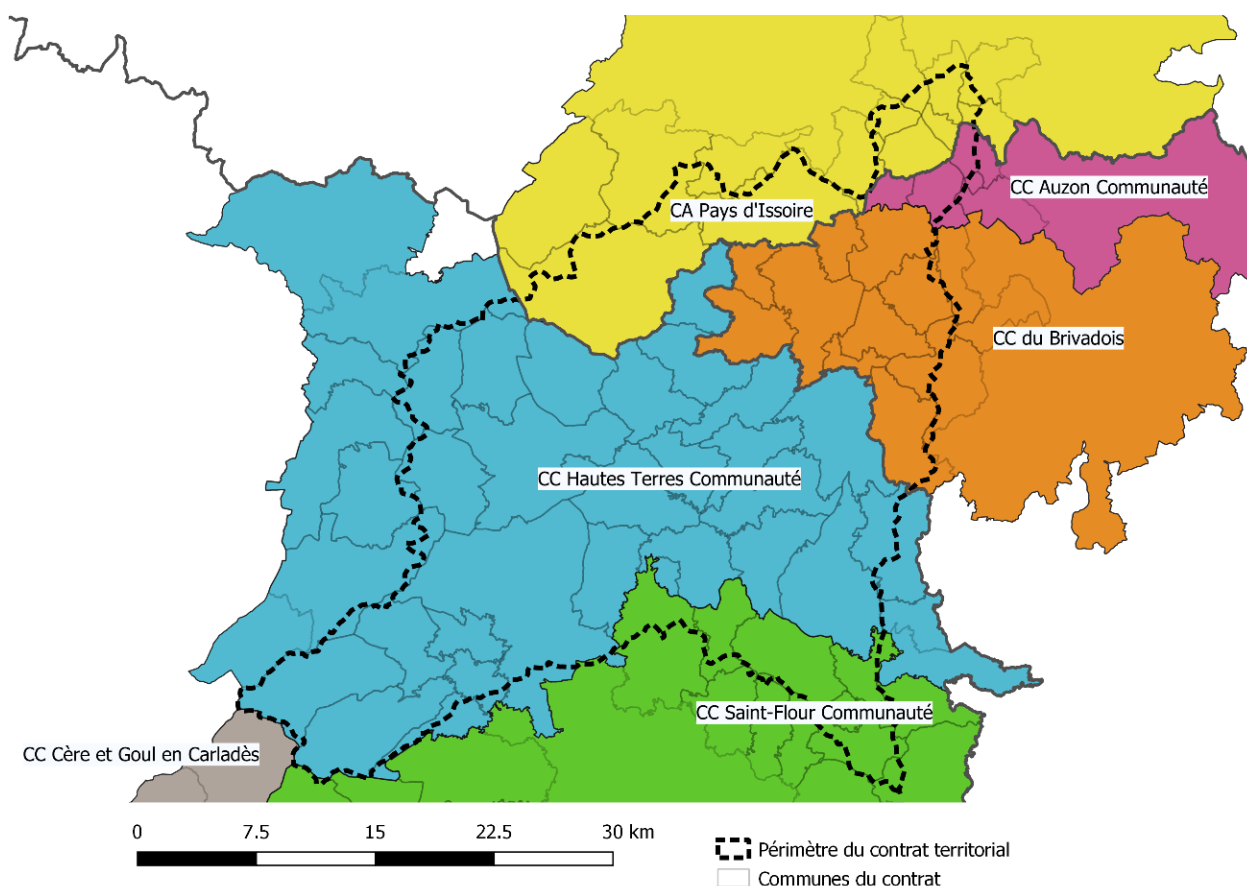 CC Auzon Communauté
CA Pays d'Issoire
CC du Brivadois
CC Hautes Terres Communauté
CC Saint-Flour Communauté
CC Cère et Goul en Carladès
0 7.5 15 22.5 30 km
Périmètre du contrat territorial
Communes du contrat